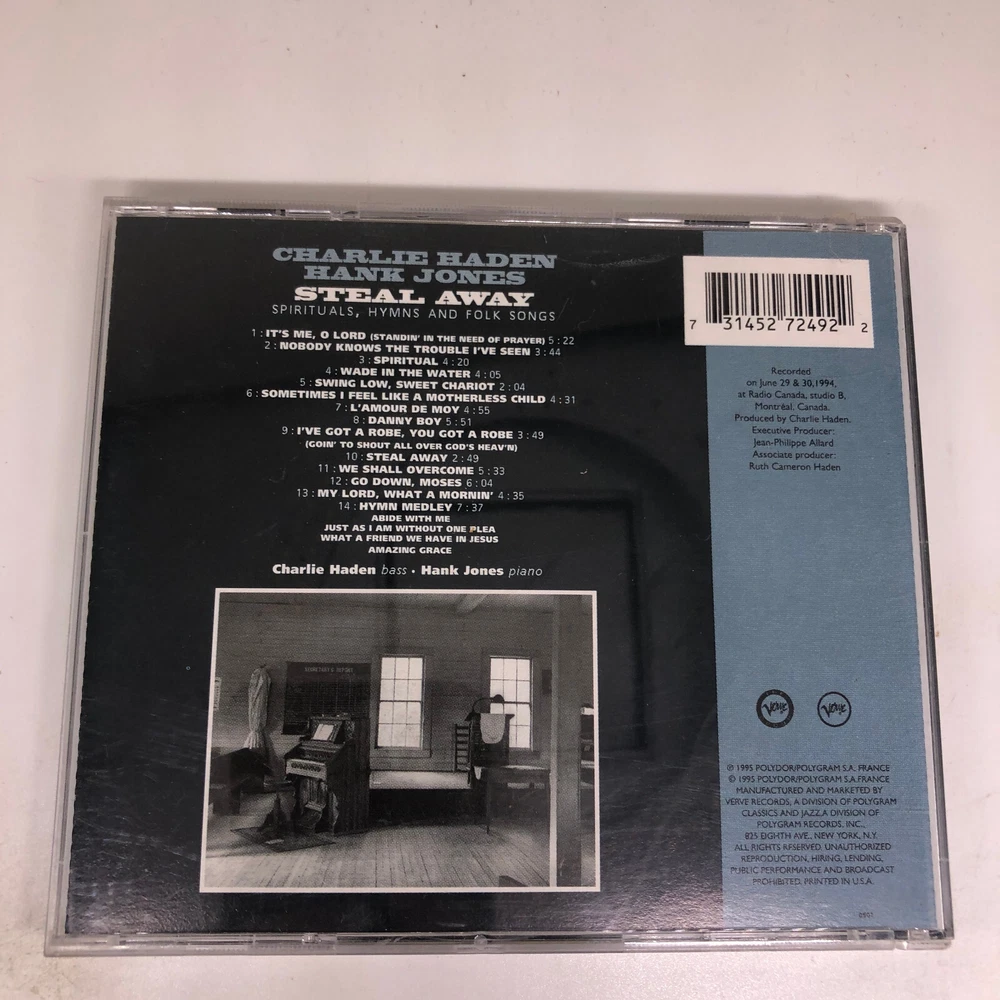 CHARLIE HADEN
HANK JONES
STEAL AWAY
SPIRITUALS, HYMNS AND FOLK SONGS
1 : IT'S ME, O LORD (STANDIN' IN THE NEED OF PRAYER) 5 : 22
2 : NOBODY KNOWS THE TROUBLE I'VE SEEN 3 : 44
3 : SPIRITUAL 4 : 20
4 : WADE IN THE WATER 4 : 05
5 : SWING LOW, SWEET CHARIOT 2 : 04
6 : SOMETIMES I FEEL LIKE A MOTHERLESS CHILD 4 : 31
7 : L'AMOUR DE MOY 4 : 55
8 : DANNY BOY 5 : 51
9 : I'VE GOT A ROBE, YOU GOT A ROBE 3 : 49
(GOIN' TO SHOUT ALL OVER GOD'S HEAV'N)
10 : STEAL AWAY 2 : 49
11 : WE SHALL OVERCOME 5 : 33
12 : GO DOWN, MOSES 6 : 04
13 : MY LORD, WHAT A MORNIN' 4 : 35
14 : HYMN MEDLEY 7 : 37
ABIDE WITH ME
JUST AS I AM WITHOUT ONE PLEA
WHAT A FRIEND WE HAVE IN JESUS
AMAZING GRACE
Charlie Haden bass • Hank Jones piano
SECRETARY'S REPORT
7 31452 72492 2
Recorded
on June 29 & 30, 1994,
at Radio Canada, studio B,
Montréal. Canada.
Produced by Charlie Haden.
Executive Producer:
Jean-Philippe Allard
Associate producer:
Ruth Cameron Haden
Verve Verve
℗ 1995 POLYDOR/POLYGRAM S.A. FRANCE
© 1995 POLYDOR/POLYGRAM S.A.FRANCE
MANUFACTURED AND MARKETED BY
VERVE RECORDS, A DIVISION OF POLYGRAM
CLASSICS AND JAZZ,A DIVISION OF
POLYGRAM RECORDS, INC.,
825 EIGHTH AVE., NEW YORK, N.Y.
ALL RIGHTS RESERVED. UNAUTHORIZED
REPRODUCTION, HIRING, LENDING,
PUBLIC PERFORMANCE AND BROADCAST
PROHIBITED. PRINTED IN U.S.A.